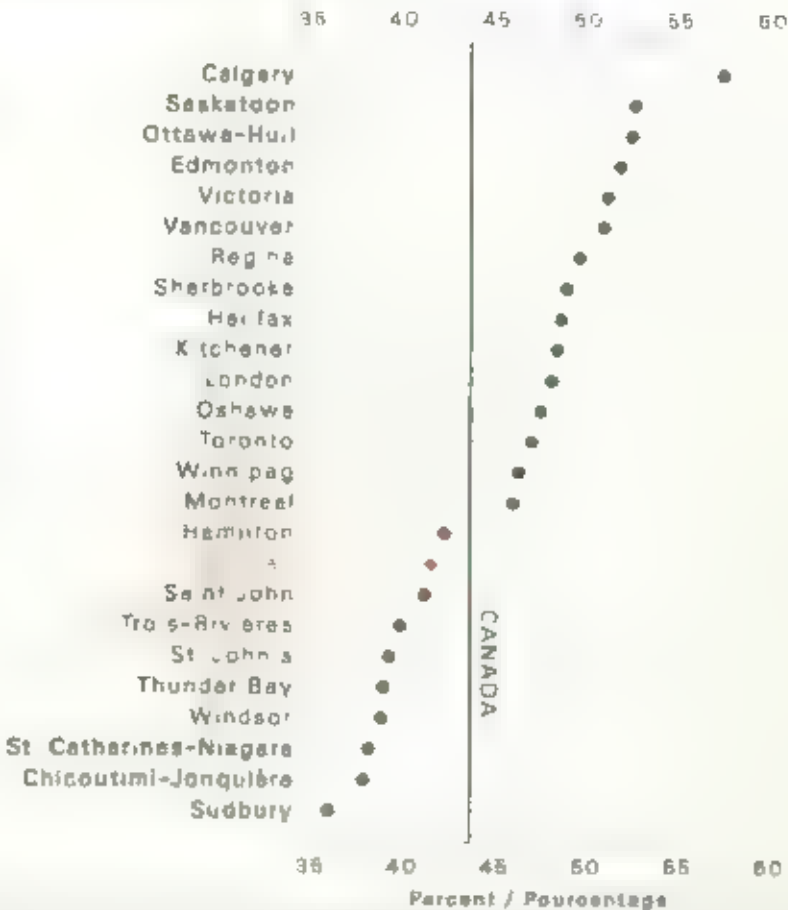 35 40 45 50 55 60
Calgary
Saskatoon
Ottawa-Hull
Edmonton
Victoria
Vancouver
Regina
Sherbrooke
Halifax
Kitchener
London
Oshawa
Toronto
Winnipeg
Montreal
Hamilton
Saint John
Trois-Rivières
St John's
Thunder Bay
Windsor
St Catharines-Niagara
Chicoutimi-Jonquière
Sudbury
CANADA
35 40 45 50 55 60
Percent / Pourcentage